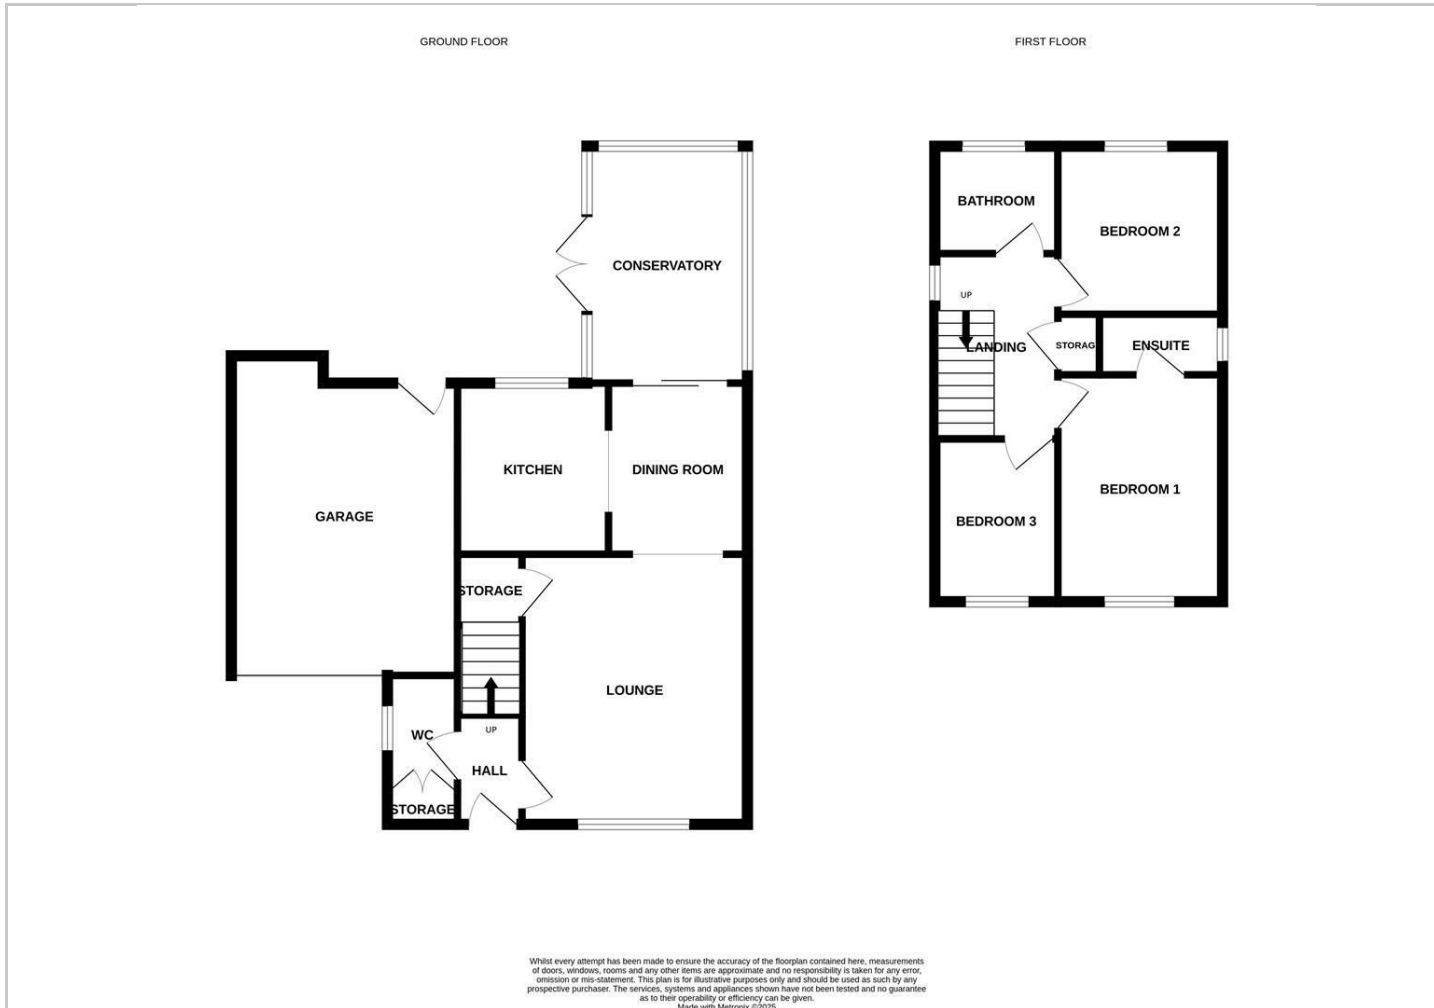 GROUND FLOOR
FIRST FLOOR
BATHROOM
BEDROOM 2
CONSERVATORY
UP
LANDING
STORAG
ENSUITE
KITCHEN
DINING ROOM
BEDROOM 1
GARAGE
BEDROOM 3
STORAGE
LOUNGE
UP
WC
HALL
STORAGE
Whilst every attempt has been made to ensure the accuracy of the floorplan contained here, measurements
of doors, windows, rooms and any other items are approximate and no responsibility is taken for any error,
omission or mis-statement. This plan is for illustrative purposes only and should be used as such by any
prospective purchaser. The services, systems and appliances shown have not been tested and no guarantee
as to their operability or efficiency can be given.
Made with Metropix ©2025